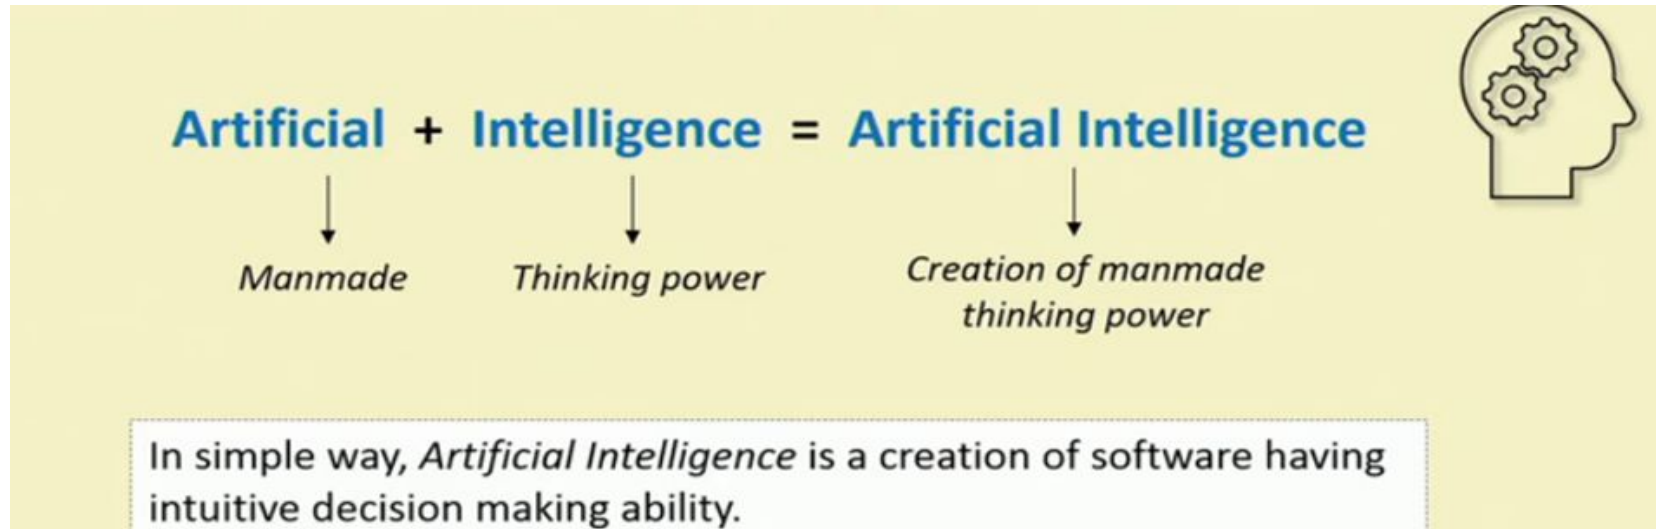 Artificial + Intelligence = Artificial Intelligence
Manmade Thinking power Creation of manmade
thinking power
In simple way, Artificial Intelligence is a creation of software having
intuitive decision making ability.